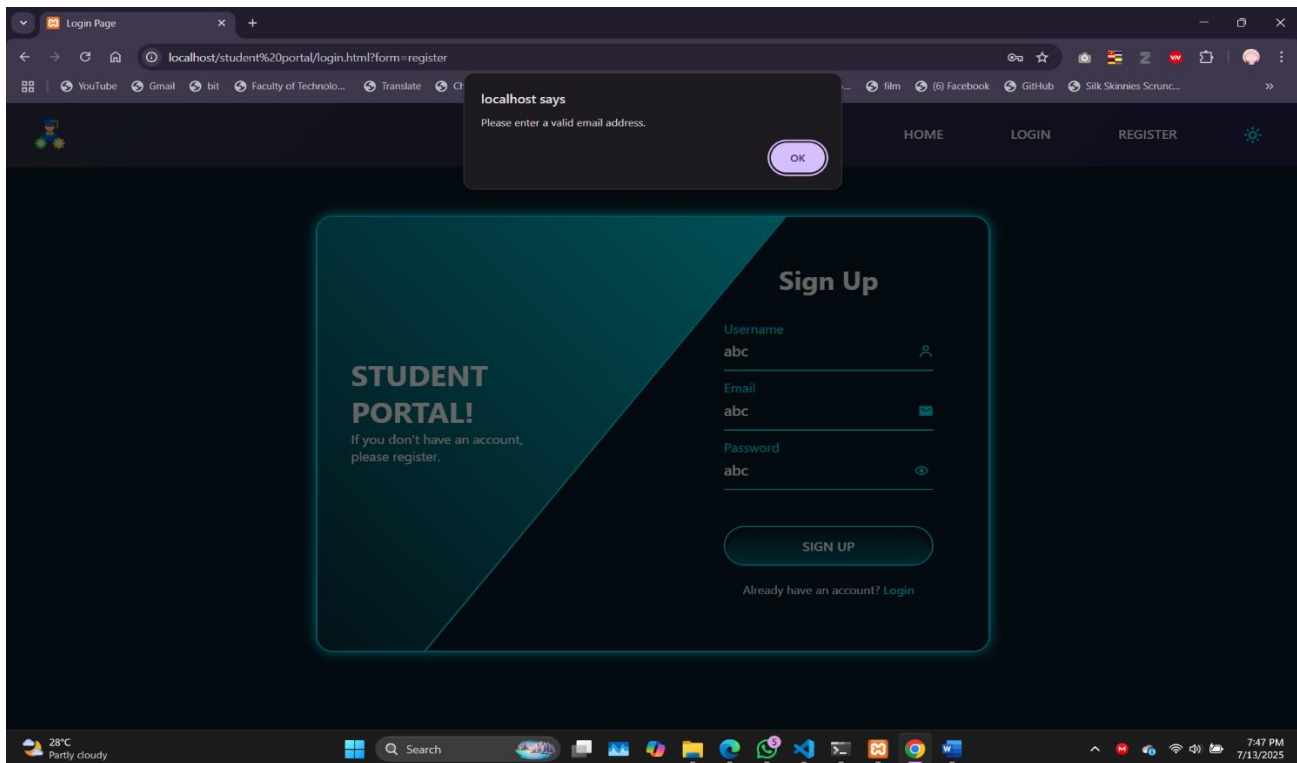 Login Page
localhost/student%20portal/login.html?form=register
YouTube Gmail bit Faculty of Technolo... Translate film (6) Facebook GitHub Silk Skinnies Scrunc...
localhost says
Please enter a valid email address.
OK
HOME LOGIN REGISTER
Sign Up
Username
abc
STUDENT
PORTAL!
If you don't have an account,
please register.
Email
abc
Password
abc
SIGN UP
Already have an account? Login
28°C
Partly cloudy
Search
5
7:47 PM
7/13/2025